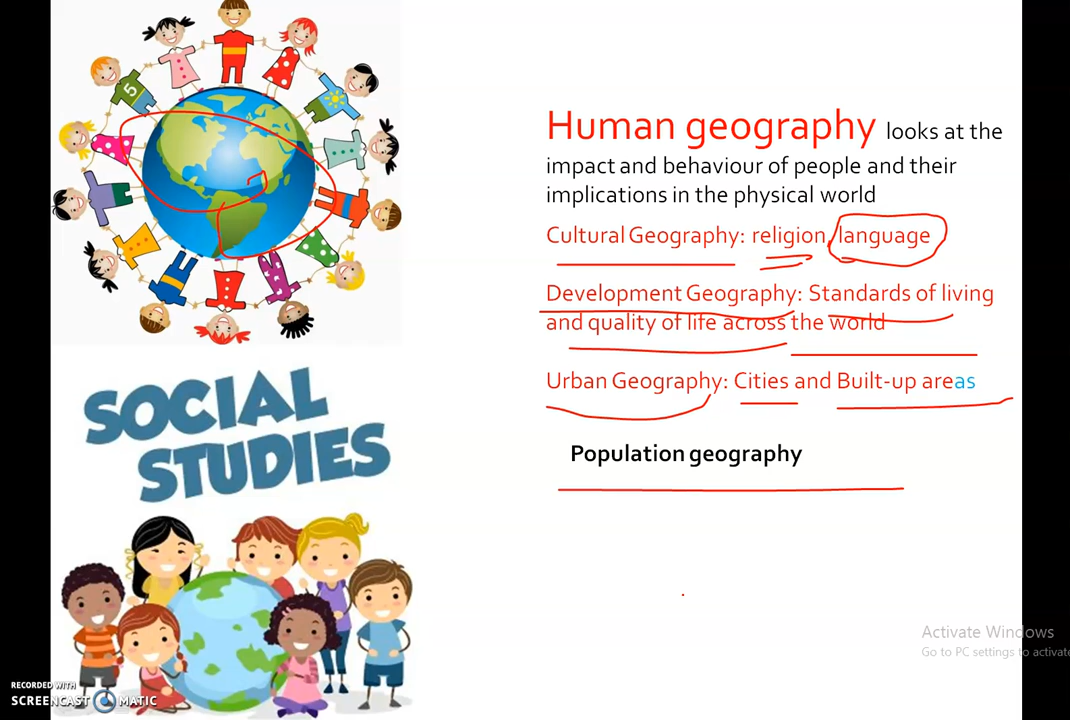 5
Human geography looks at the
impact and behaviour of people and their
implications in the physical world
Cultural Geography: religion, language
Development Geography: Standards of living
and quality of life across the world
Urban Geography: Cities and Built-up areas
Population geography
SOCIAL
STUDIES
Activate Windows
Go to PC settings to activate
RECORDED WITH
SCREENCAST MATIC